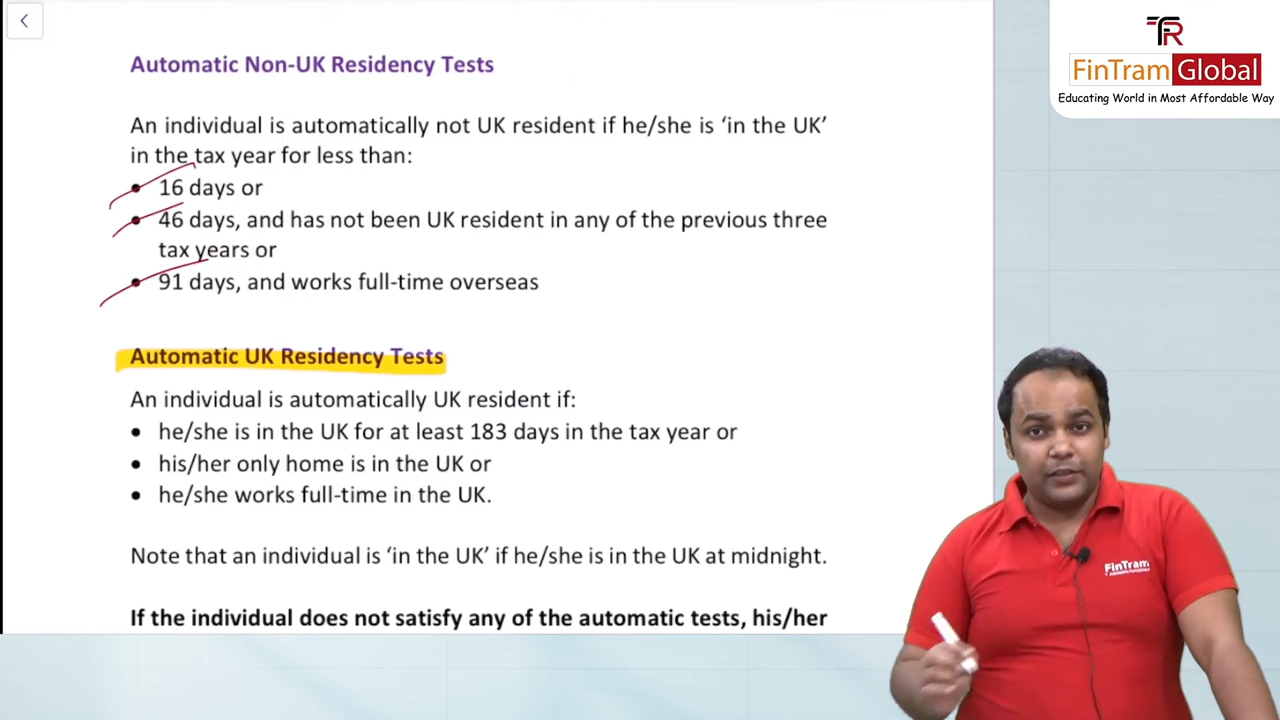 Automatic Non-UK Residency Tests
An individual is automatically not UK resident if he/she is ‘in the UK’
in the tax year for less than:
• 16 days or
• 46 days, and has not been UK resident in any of the previous three
tax years or
• 91 days, and works full-time overseas
Automatic UK Residency Tests
An individual is automatically UK resident if:
• he/she is in the UK for at least 183 days in the tax year or
• his/her only home is in the UK or
• he/she works full-time in the UK.
Note that an individual is ‘in the UK’ if he/she is in the UK at midnight.
If the individual does not satisfy any of the automatic tests, his/her
FinTram Global
Educating World in Most Affordable Way
FinTram